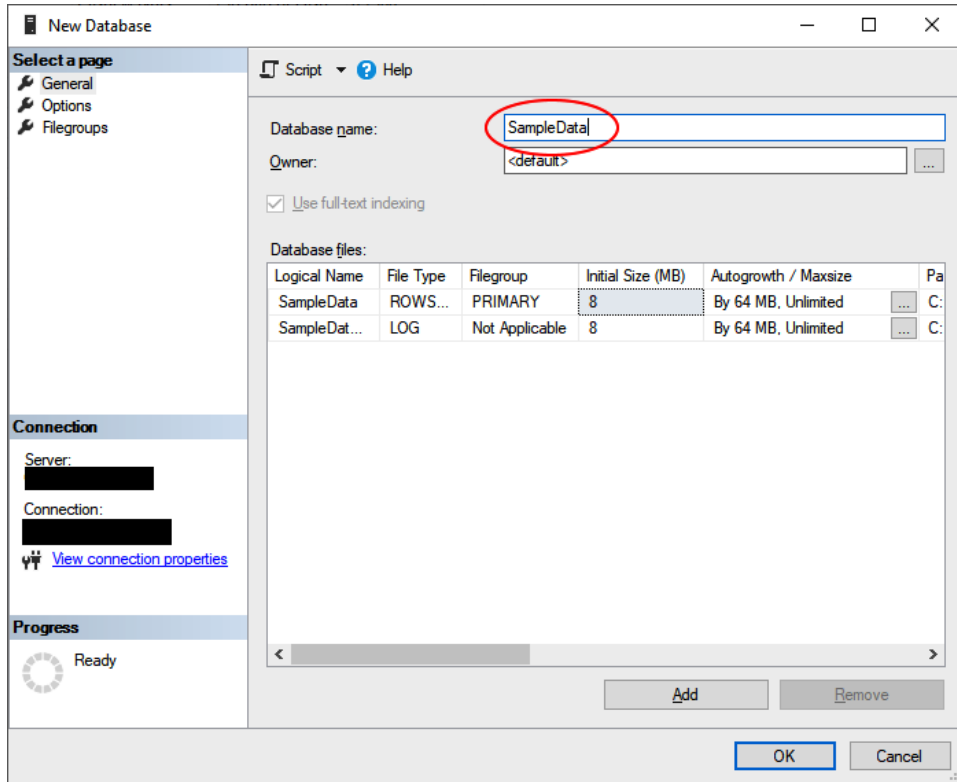 New Database
Select a page
General
Options
Filegroups
Script Help
Database name: SampleData
Owner: <default> ...
Use full-text indexing
Database files:
Logical Name File Type Filegroup Initial Size (MB) Autogrowth / Maxsize Pa
SampleData ROWS... PRIMARY 8 By 64 MB, Unlimited ... C:
SampleDat... LOG Not Applicable 8 By 64 MB, Unlimited ... C:
Connection
Server:
Connection:
View connection properties
Progress
Ready
Add Remove
OK Cancel